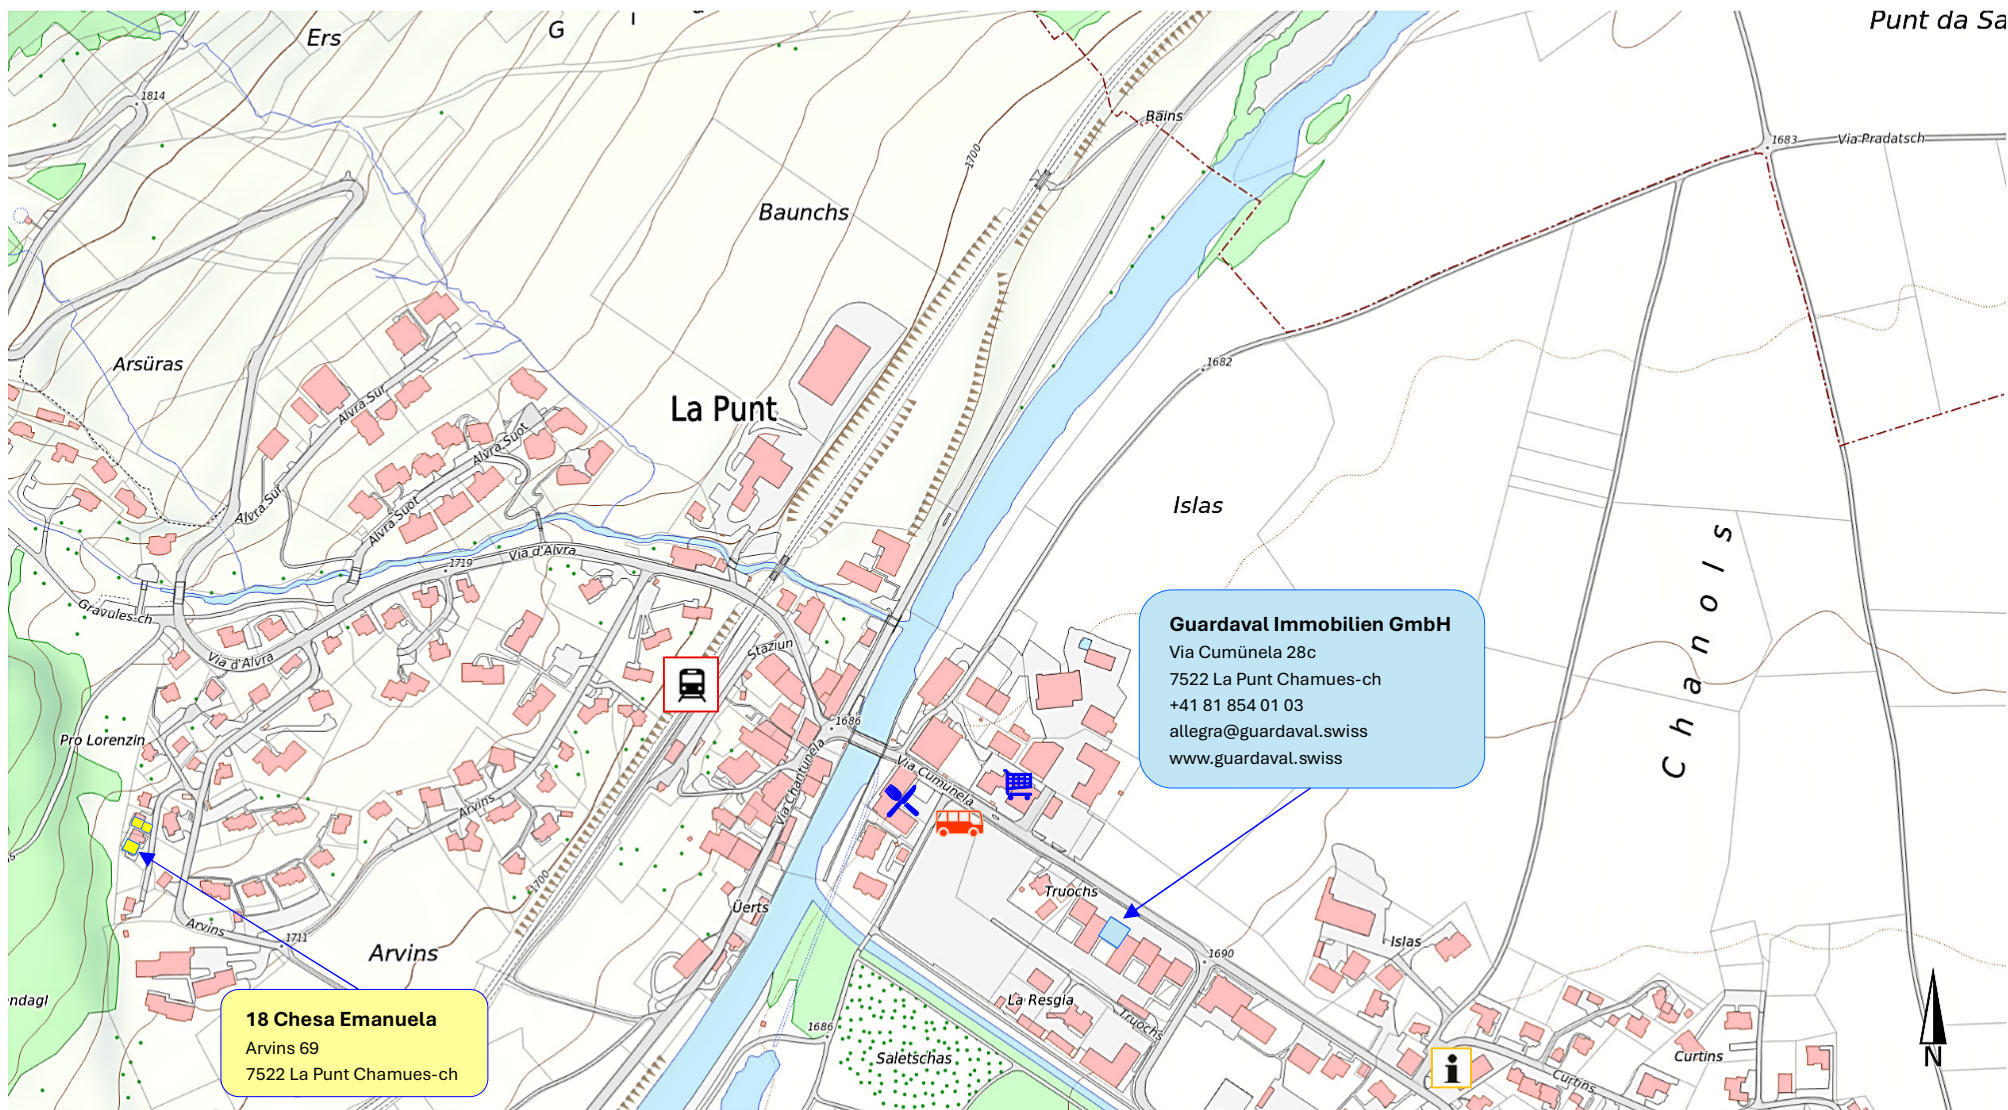 Punt da Sa
Ers
G
1814
Bains
1700
1683
Via Pradatsch
Baunchs
Arsüras
1682
Alvra Sur
La Punt
Alvra Suot
Islas
Alvra Sur
Alvra Suot
Chanols
Via d'Alvra
1719
Gravules-ch
Via d'Alvra
Staziun
Guardaval Immobilien GmbH
Via Cumünela 28c
7522 La Punt Chamues-ch
+41 81 854 01 03
allegra@guardaval.swiss
www.guardaval.swiss
1686
Pro Lorenzin
Via Chantunela
Via Cumünela
Arvins
1700
Truochs
Üerts
Arvins
1711
Arvins
Islas
1690
ndagl
La Resgia
Truochs
18 Chesa Emanuela
Arvins 69
7522 La Punt Chamues-ch
1686
Saletschas
i
Curtins
Curtins
N